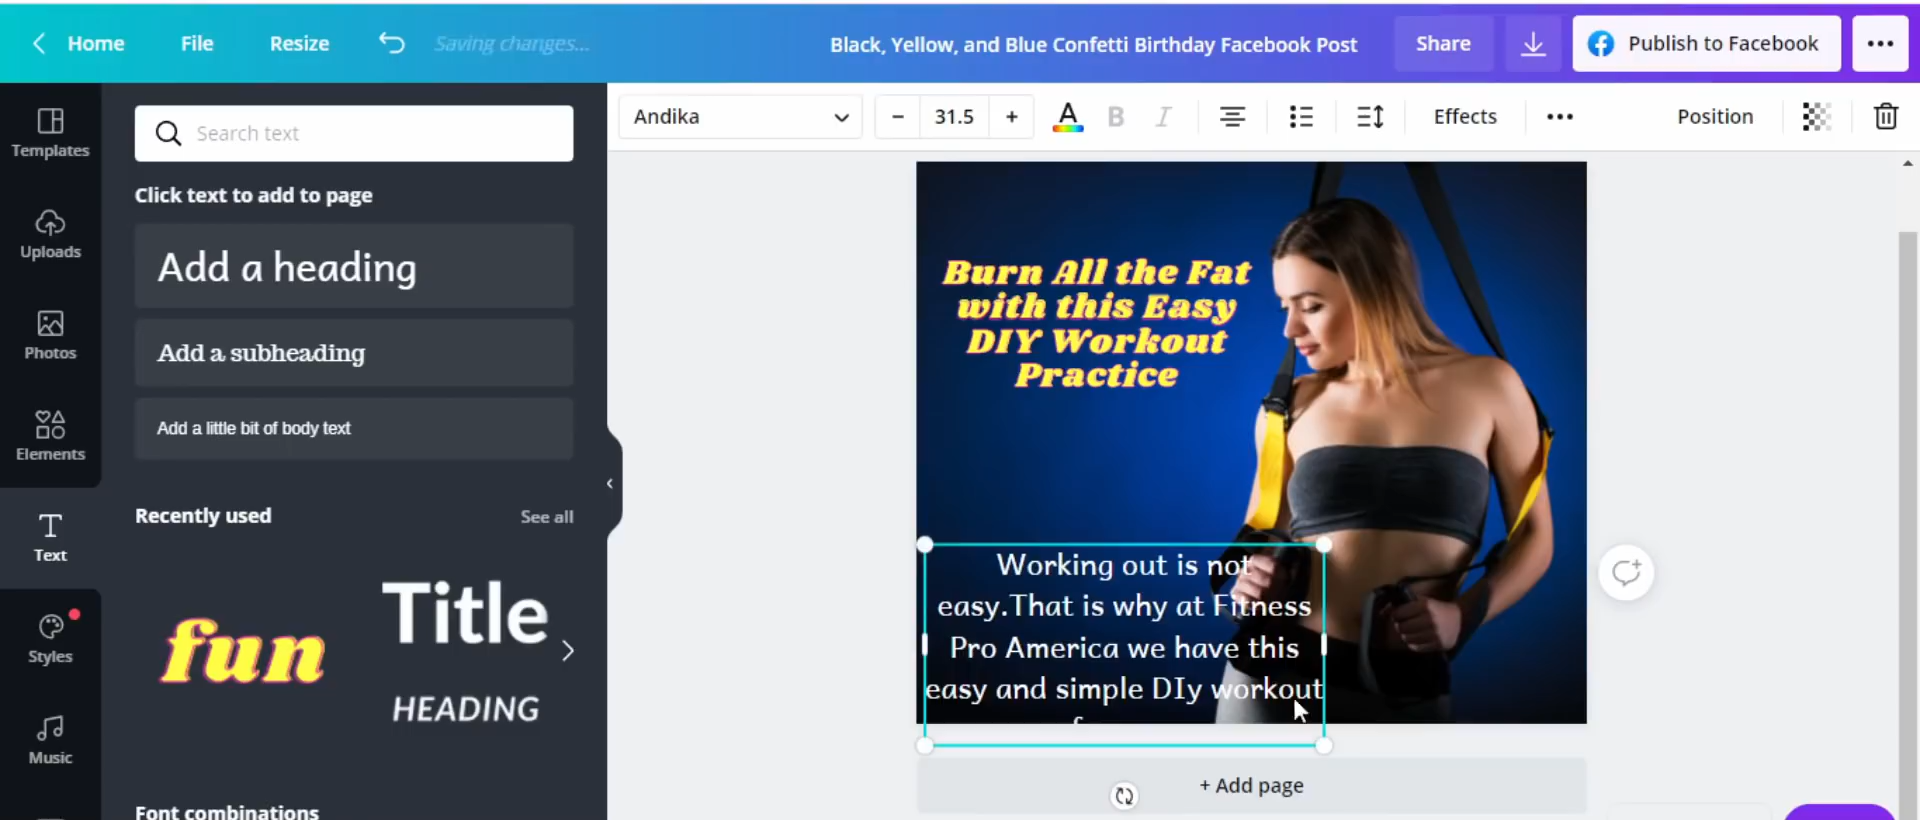 Home File Resize Saving changes... Black, Yellow, and Blue Confetti Birthday Facebook Post Share Publish to Facebook
Andika 31.5 A B I Effects Position
Templates
Uploads
Photos
Elements
Text
Styles
Music
Search text
Click text to add to page
Add a heading
Add a subheading
Add a little bit of body text
Recently used See all
fun
Title
HEADING
Font combinations
Burn All the Fat
with this Easy
DIY Workout
Practice
Working out is not
easy.That is why at Fitness
Pro America we have this
easy and simple DIy workout
+ Add page